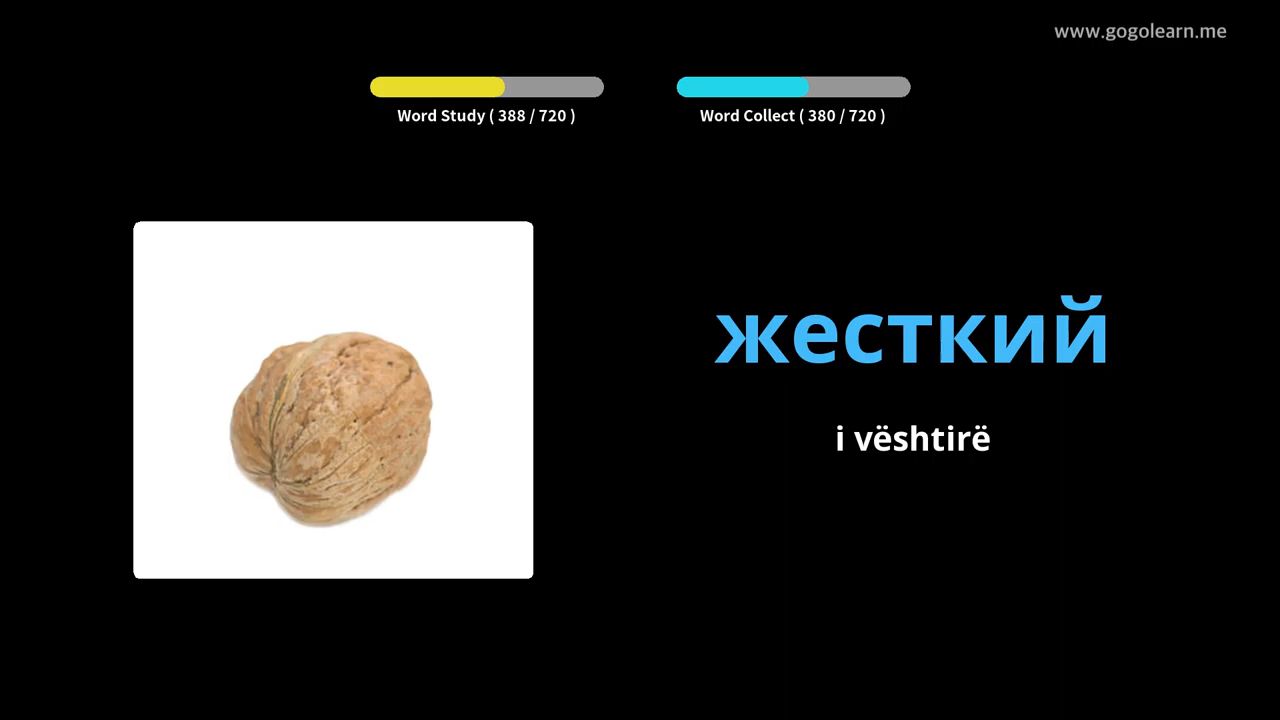 www.gogolearn.me
Word Study ( 388 / 720 )
Word Collect ( 380 / 720 )
жесткий
i vështirë